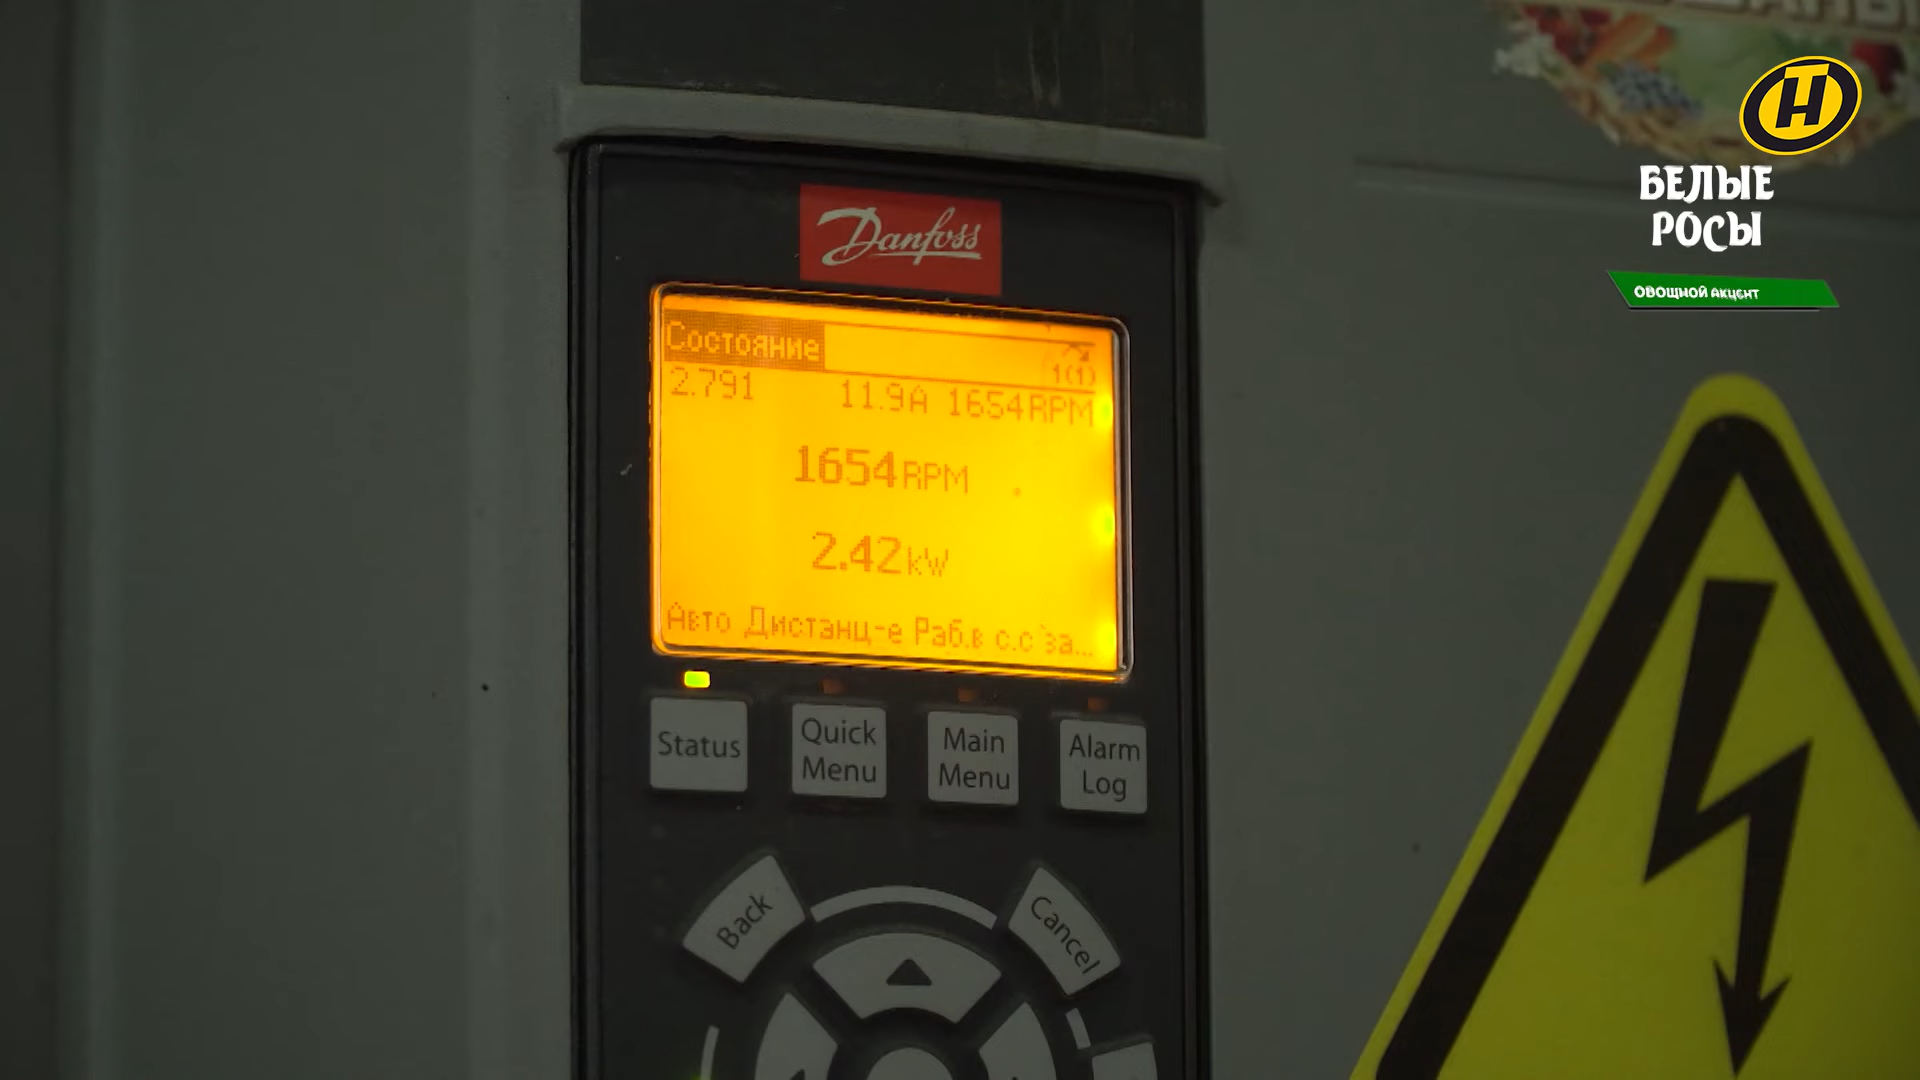 БЕЛЫЕ
РОСЫ
ОВОЩНОЙ АКЦЕНТ
Danfoss
Состояние
1(1)
2.791 11.9A 1654RPM
1654RPM
2.42kW
Авто Дистанц-е Раб.в с.с за...
Status
Quick
Menu
Main
Menu
Alarm
Log
Back
Cancel